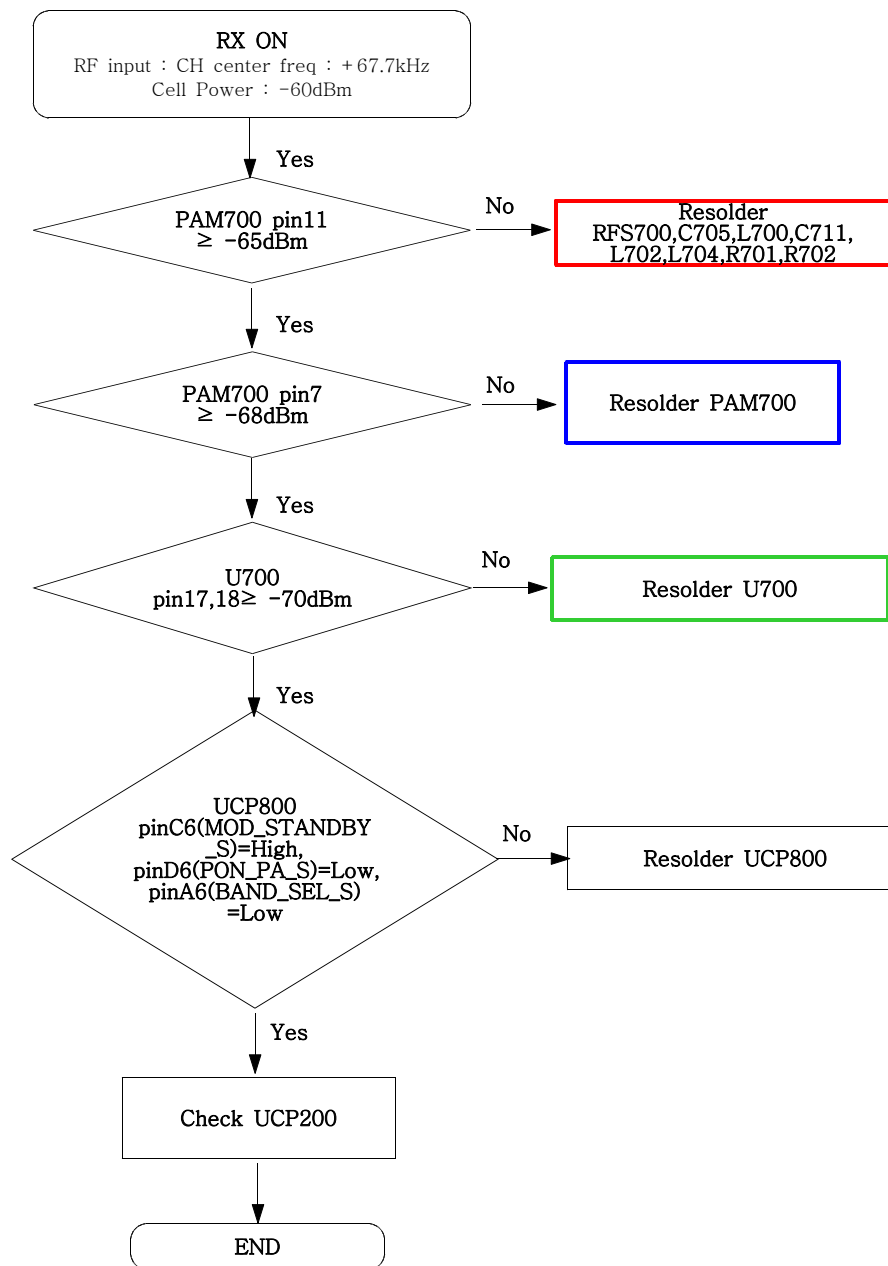 RX ON
RF input : CH center freq : +67.7kHz
Cell Power : -60dBm
Yes
PAM700 pin11
≥ -65dBm
No
Resolder
RFS700,C705,L700,C711,
L702,L704,R701,R702
Yes
PAM700 pin7
≥ -68dBm
No
Resolder PAM700
Yes
U700
pin17,18≥ -70dBm
No
Resolder U700
Yes
UCP800
pinC6(MOD_STANDBY
_S)=High,
pinD6(PON_PA_S)=Low,
pinA6(BAND_SEL_S)
=Low
No
Resolder UCP800
Yes
Check UCP200
END